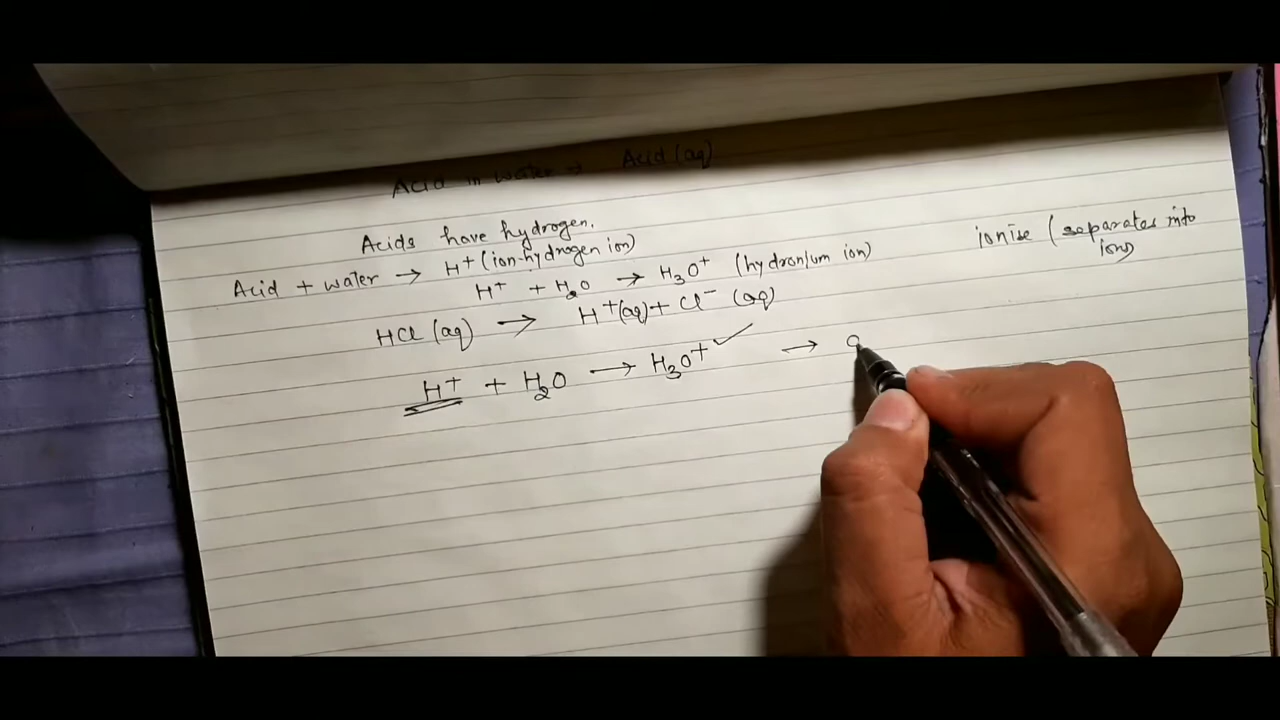 Acid in water → Acid (aq)
Acids have hydrogen.
Acid + water → H⁺ (ion-hydrogen ion)
ionise (separates into
ions)
H⁺ + H₂O → H₃O⁺ (hydronium ion)
HCl (aq) → H⁺(aq) + Cl⁻ (aq)
H⁺ + H₂O → H₃O⁺ ✓ →